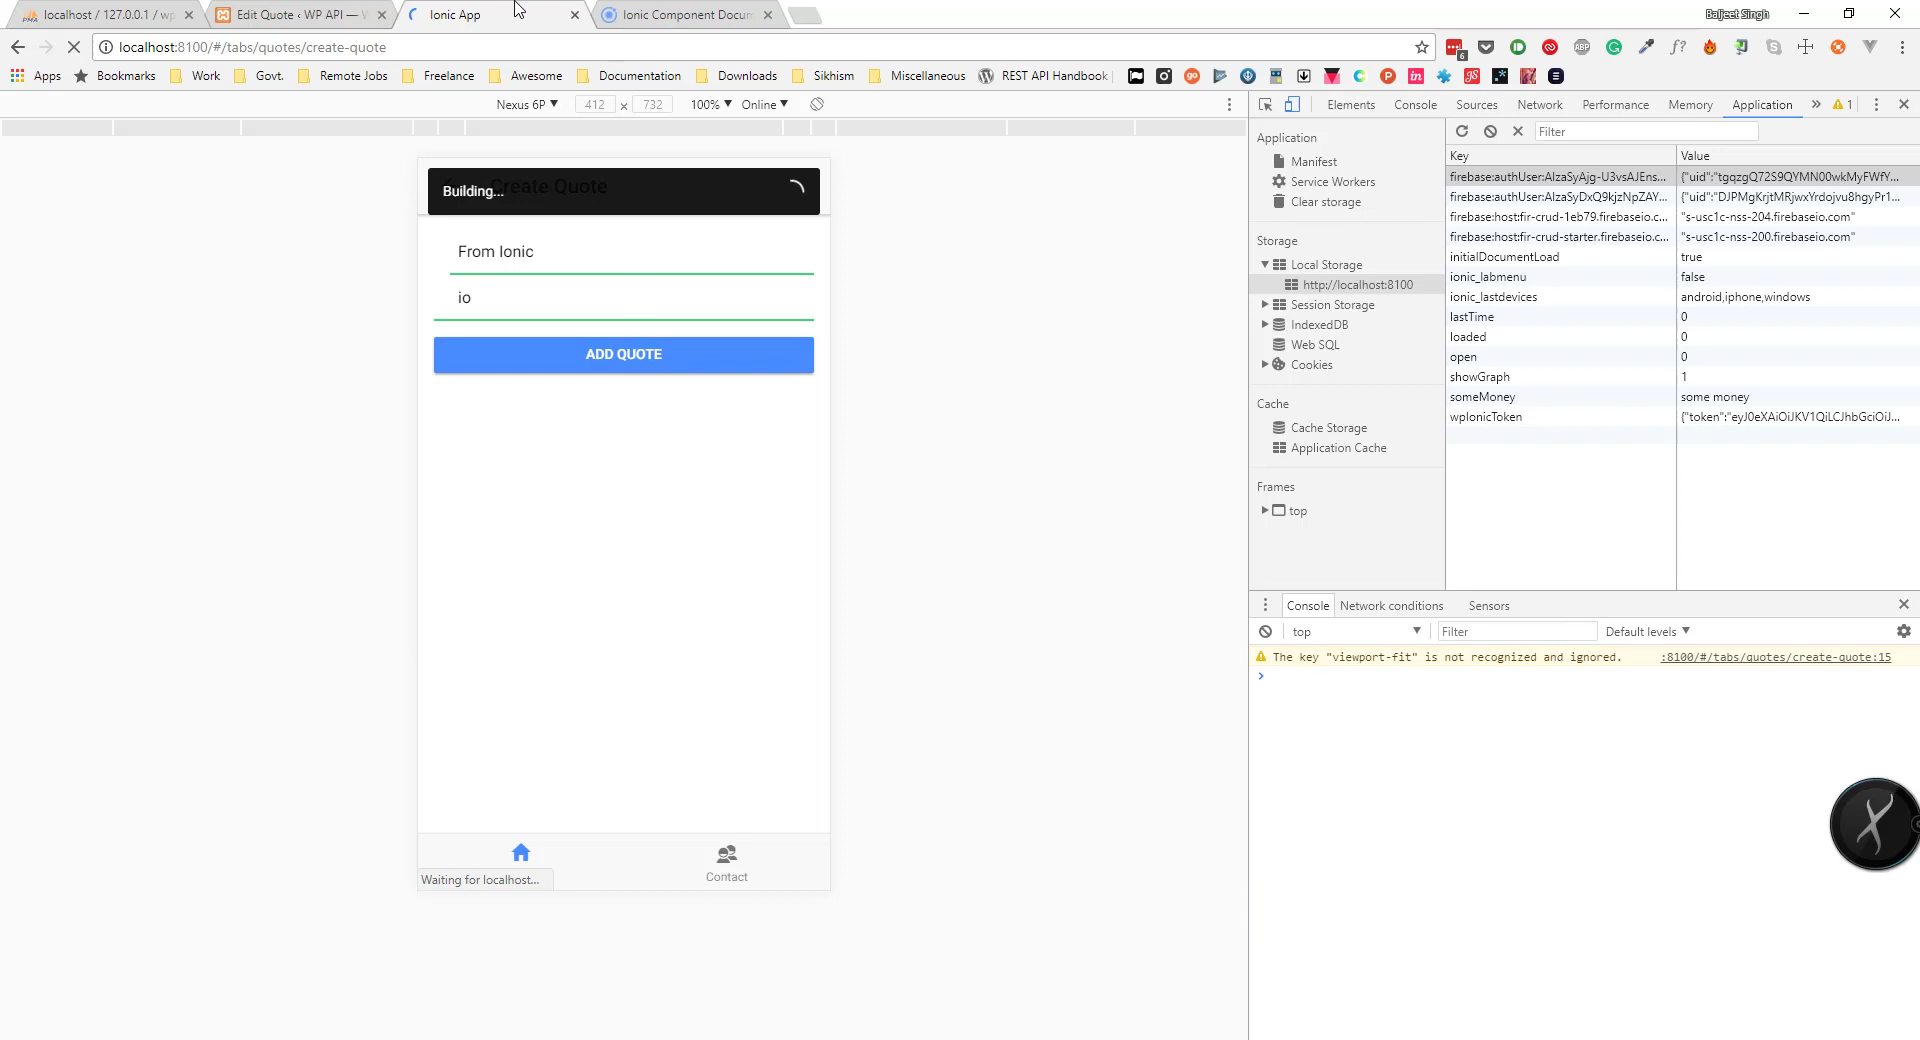 localhost / 127.0.0.1 / wp
Edit Quote ‹ WP API — W
Ionic App
Ionic Component Docum
Baljeet Singh
localhost:8100/#/tabs/quotes/create-quote
6
ABP
f?
Apps
Bookmarks
Work
Govt.
Remote Jobs
Freelance
Awesome
Documentation
Downloads
Sikhism
Miscellaneous
REST API Handbook
Nexus 6P
412
x
732
100%
Online
Elements
Console
Sources
Network
Performance
Memory
Application
»
1
Building...
Create Quote
From Ionic
io
ADD QUOTE
Contact
Waiting for localhost...
Application
Manifest
Service Workers
Clear storage
Storage
Local Storage
http://localhost:8100
Session Storage
IndexedDB
Web SQL
Cookies
Cache
Cache Storage
Application Cache
Frames
top
Filter
Key
Value
firebase:authUser:AIzaSyAjg-U3vsAJEns...
{"uid":"tgqzgQ72S9QYMN00wkMyFWfY...
firebase:authUser:AIzaSyDxQ9kjzNpZAY...
{"uid":"DJPMgKrjtMRjwxYrdojvu8hgyPr1...
firebase:host:fir-crud-1eb79.firebaseio.c...
"s-usc1c-nss-204.firebaseio.com"
firebase:host:fir-crud-starter.firebaseio.c...
"s-usc1c-nss-200.firebaseio.com"
initialDocumentLoad
true
ionic_labmenu
false
ionic_lastdevices
android,iphone,windows
lastTime
0
loaded
0
open
0
showGraph
1
someMoney
some money
wpIonicToken
{"token":"eyJ0eXAiOiJKV1QiLCJhbGciOiJ...
Console
Network conditions
Sensors
top
Filter
Default levels
The key "viewport-fit" is not recognized and ignored.
:8100/#/tabs/quotes/create-quote:15